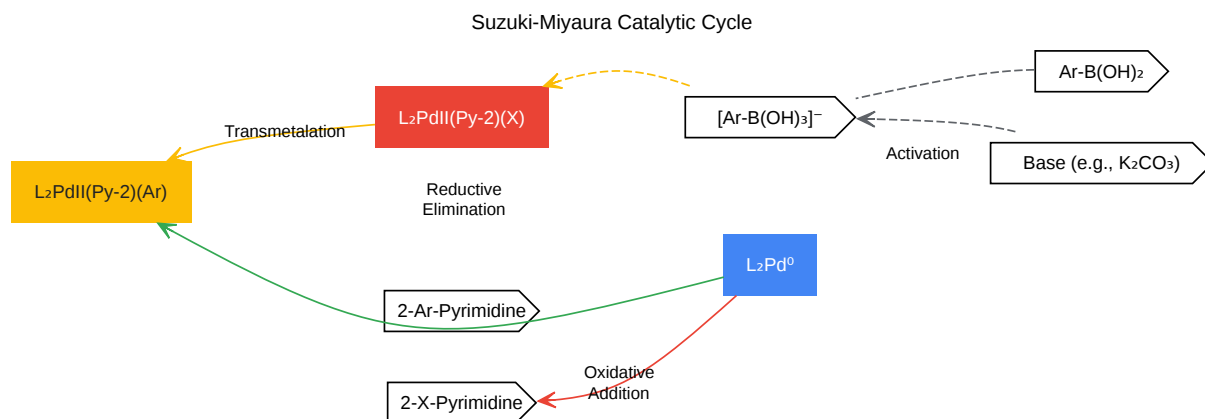 Suzuki-Miyaura Catalytic Cycle
Ar-B(OH)₂
L₂PdII(Py-2)(X)
[Ar-B(OH)₃]⁻
Transmetalation
Activation
Base (e.g., K₂CO₃)
L₂PdII(Py-2)(Ar)
Reductive
Elimination
L₂Pd⁰
2-Ar-Pyrimidine
Oxidative
Addition
2-X-Pyrimidine